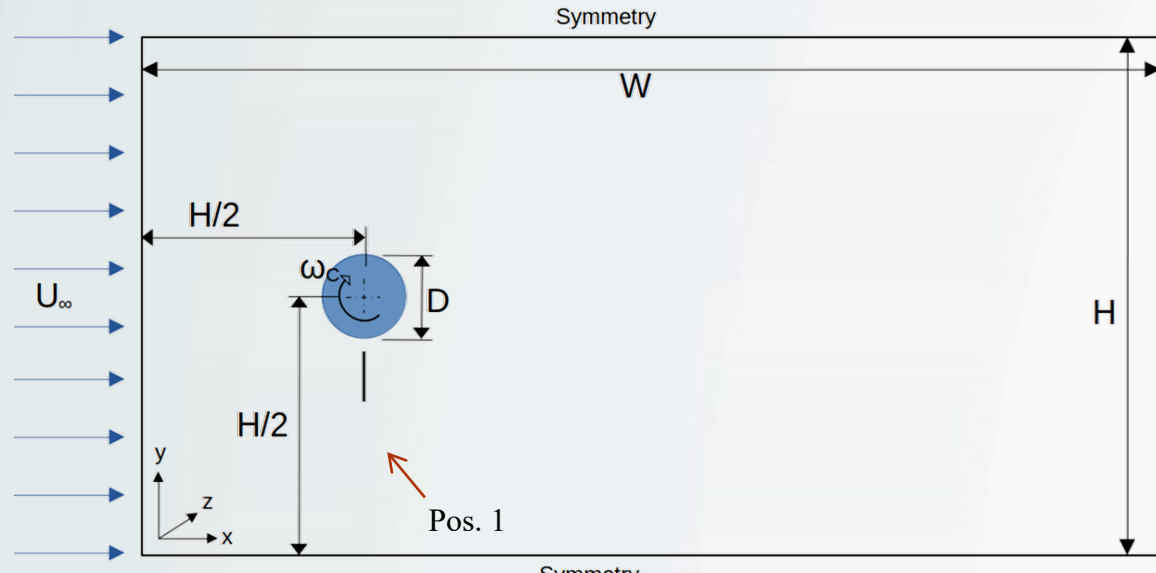 Symmetry
W
H/2
ωC
U∞
D
H
H/2
y
z
x
Pos. 1
Symmetry